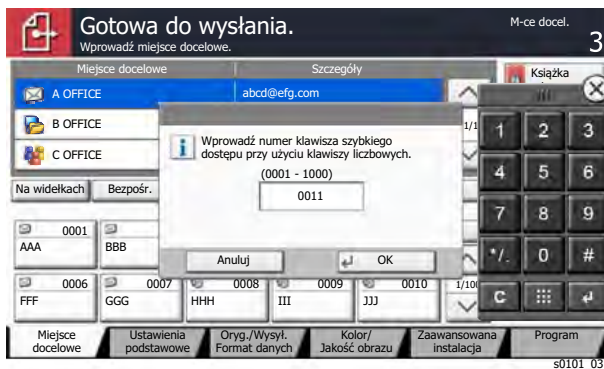 Gotowa do wysłania.
Wprowadź miejsce docelowe.
M-ce docel.
3
Miejsce docelowe
Szczegóły
Książka
A OFFICE
abcd@efg.com
B OFFICE
1/1
C OFFICE
Wprowadź numer klawisza szybkiego
dostępu przy użyciu klawiszy liczbowych.
(0001 - 1000)
0011
Anuluj
OK
1 2 3
4 5 6
7 8 9
*/. 0 #
C
Na widełkach
Bezpośr.
0001
AAA
BBB
0006 0007 0008 0009 0010
FFF GGG HHH III JJJ
1/100
Miejsce
docelowe
Ustawienia
podstawowe
Oryg./Wysył.
Format danych
Kolor/
Jakość obrazu
Zaawansowana
instalacja
Program
s0101_03